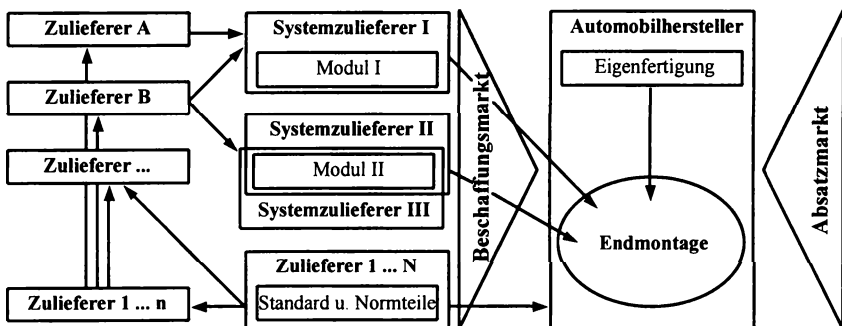 Zulieferer A
Zulieferer B
Zulieferer ...
Zulieferer 1 ... n
Systemzulieferer I
Modul I
Systemzulieferer II
Modul II
Systemzulieferer III
Zulieferer 1 ... N
Standard u. Normteile
Beschaffungsmarkt
Automobilhersteller
Eigenfertigung
Endmontage
Absatzmarkt